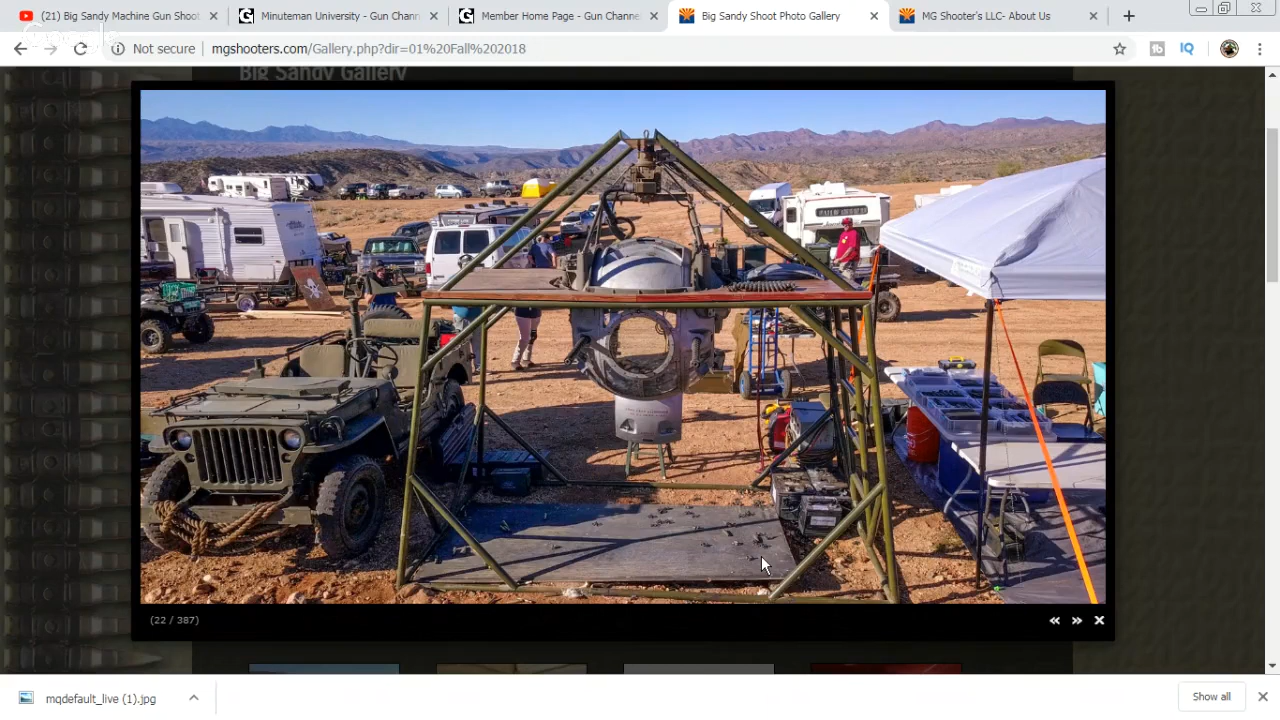 (21) Big Sandy Machine Gun Shoot
Minuteman University - Gun Chann
Member Home Page - Gun Channe
Big Sandy Shoot Photo Gallery
MG Shooter's LLC- About Us
Google
Not secure
mgshooters.com/Gallery.php?dir=01%20Fall%202018
Big Sandy Gallery
(22 / 387)
mqdefault_live (1).jpg
Show all